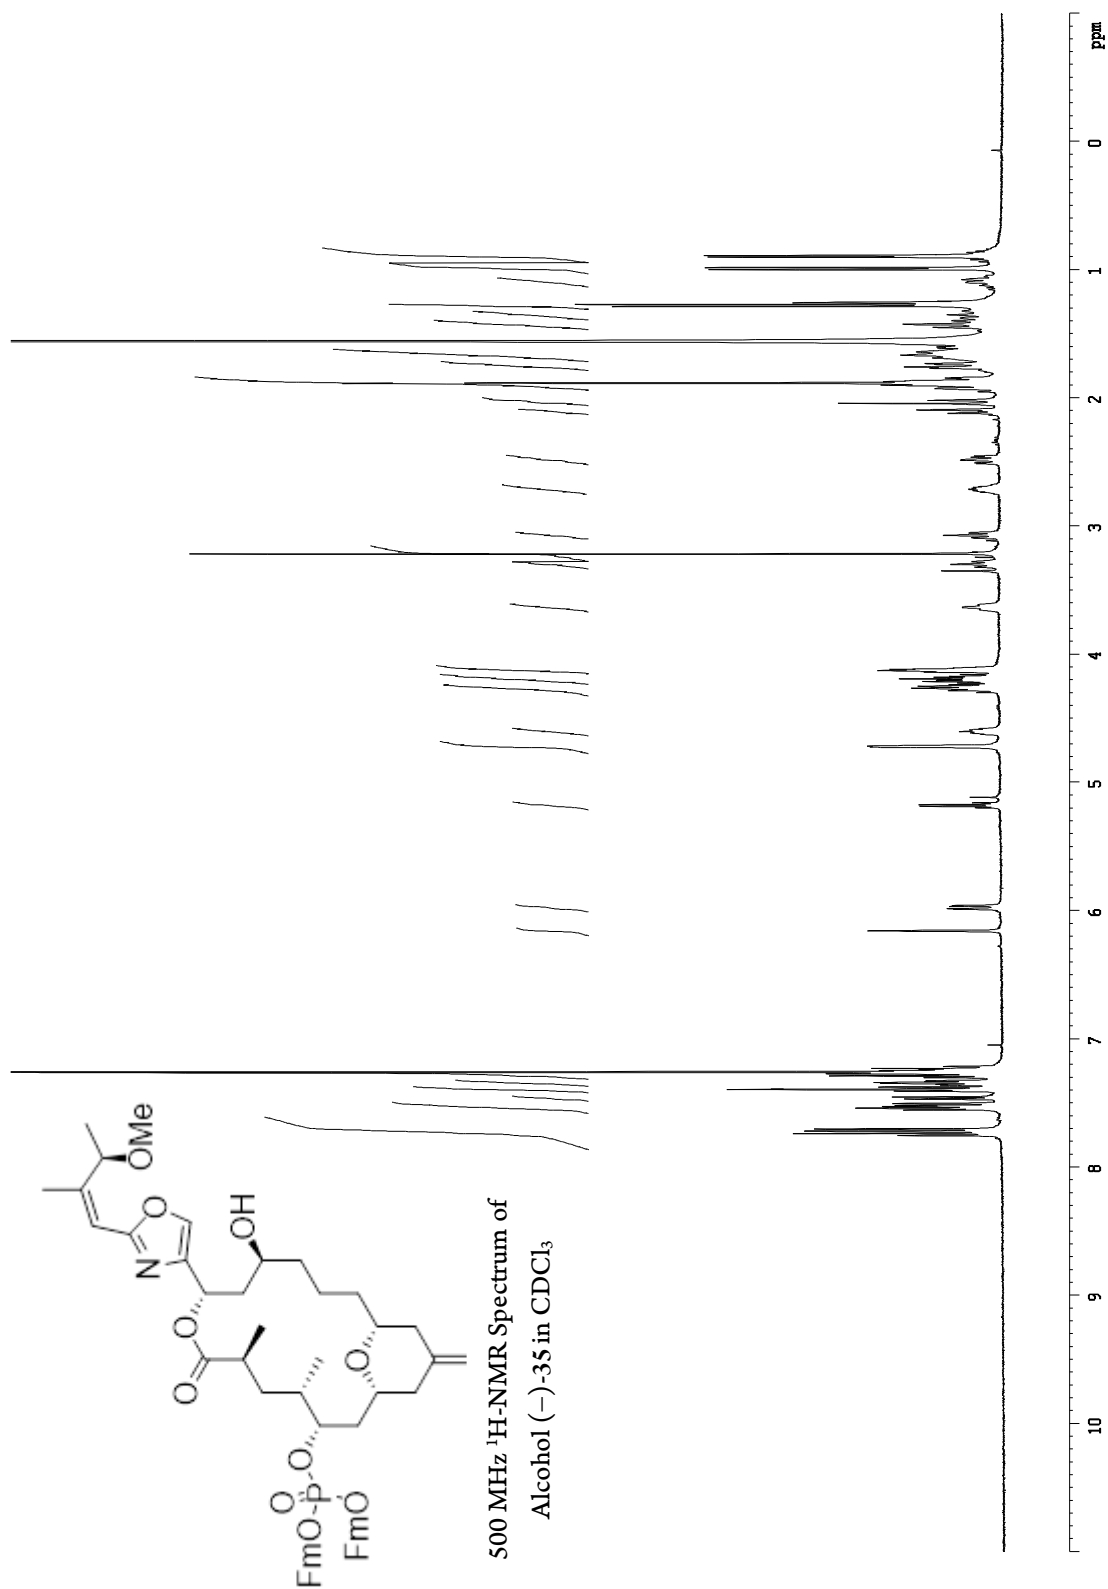 OMe
O
N
OH
O
O
O
O
O
P
FmO
O
FmO
500 MHz ¹H-NMR Spectrum of
Alcohol (−)-35 in CDCl₃
10 9 8 7 6 5 4 3 2 1 0 ppm